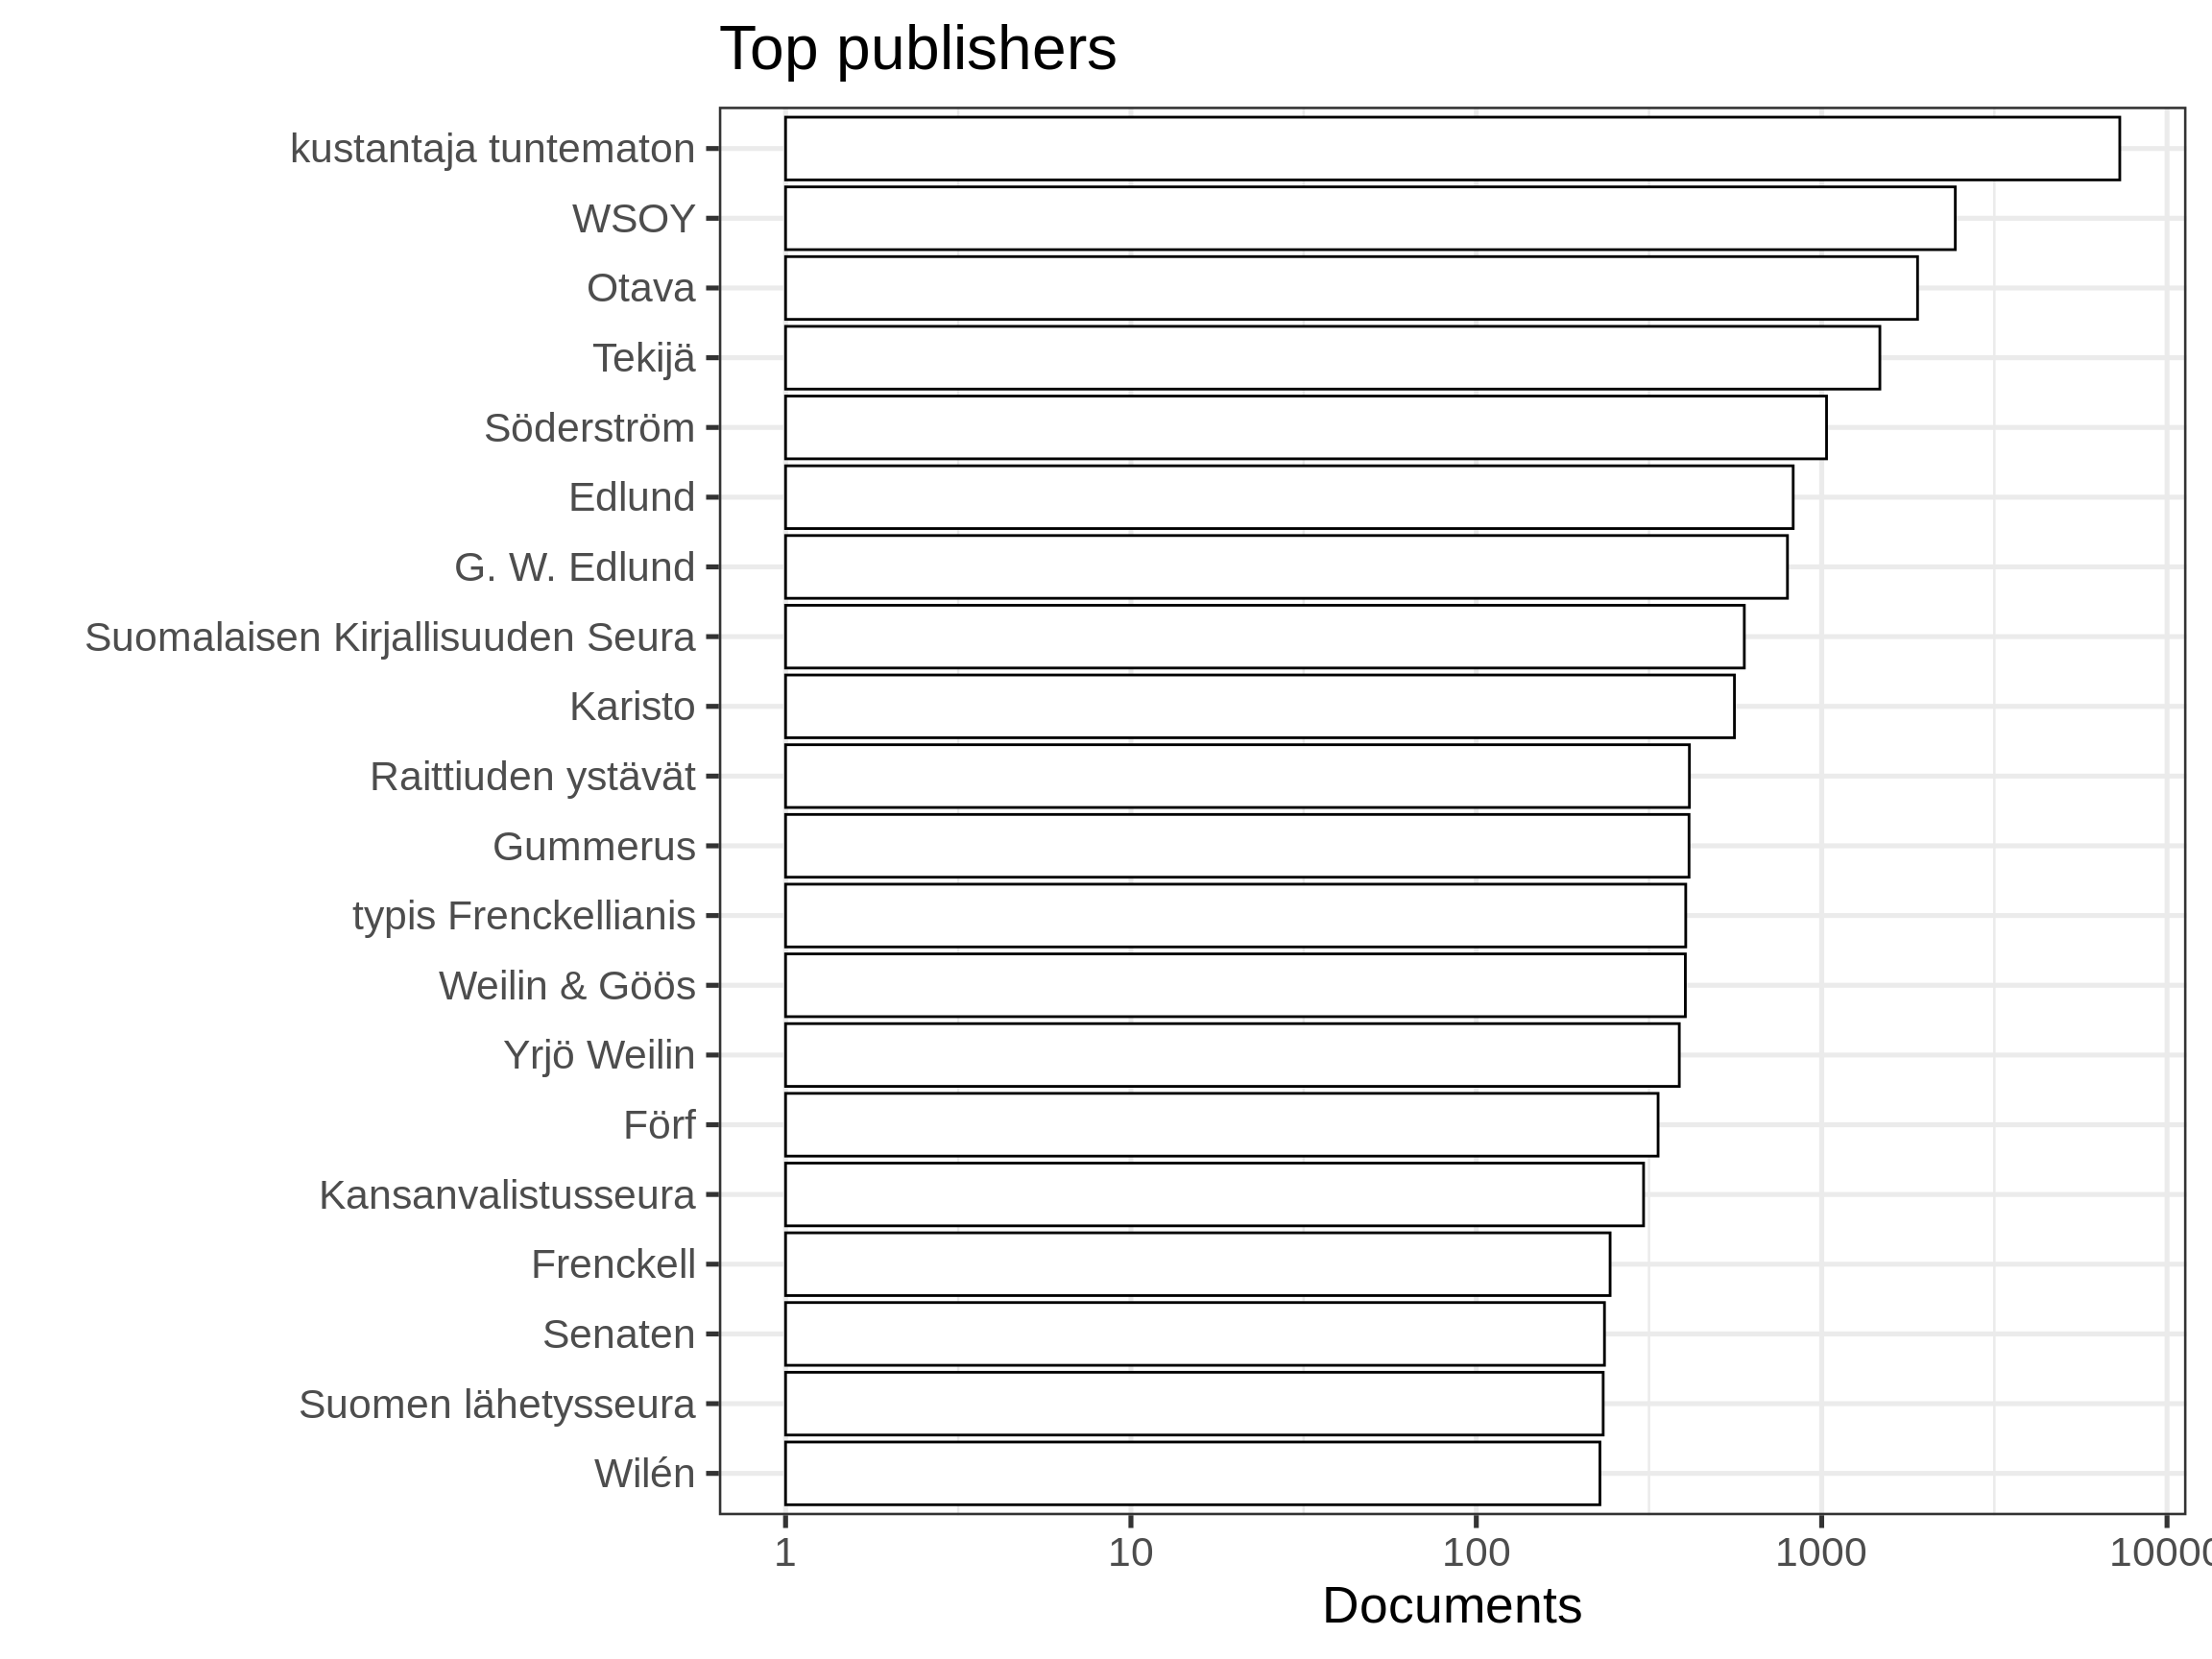 Top publishers
kustantaja tuntematon
WSOY
Otava
Tekijä
Söderström
Edlund
G. W. Edlund
Suomalaisen Kirjallisuuden Seura
Karisto
Raittiuden ystävät
Gummerus
typis Frenckellianis
Weilin & Göös
Yrjö Weilin
Förf
Kansanvalistusseura
Frenckell
Senaten
Suomen lähetysseura
Wilén
1 10 100 1000 10000
Documents